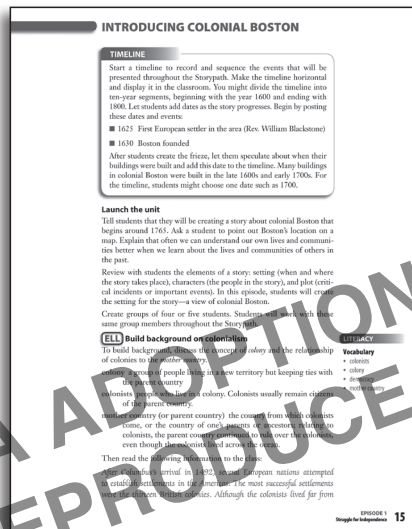 INTRODUCING COLONIAL BOSTON
TIMELINE
Start a timeline to record and sequence the events that will be
presented throughout the Storypath. Make the timeline horizontal
and display it in the classroom. You might divide the timeline into
ten-year segments, beginning with the year 1600 and ending with
1800. Let students add dates as the story progresses. Begin by posting
these dates and events:
■ 1625 First European settler in the area (Rev. William Blackstone)
■ 1630 Boston founded
After students create the frieze, let them speculate about when their
buildings were built and add this date to the timeline. Many buildings
in colonial Boston were built in the late 1600s and early 1700s. For
the timeline, students might choose one date such as 1700.
Launch the unit
Tell students that they will be creating a story about colonial Boston that
begins around 1765. Ask a student to point out Boston's location on a
map. Explain that often we can understand our own lives and communi-
ties better when we learn about the lives and communities of others in
the past.
Review with students the elements of a story: setting (when and where
the story takes place), characters (the people in the story), and plot (criti-
cal incidents or important events). In this episode, students will create
the setting for the story—a view of colonial Boston.
Create groups of four or five students. Students will work with these
same group members throughout the Storypath.
ELL Build background on colonialism
To build background, discuss the concept of colony and the relationship
of colonies to the mother country.
colony a group of people living in a new territory but keeping ties with
the parent country
colonists people who live in a colony. Colonists usually remain citizens
of the parent country.
mother country (or parent country) the country from which colonists
come, or the country of one's parents or ancestors; relating to
colonists, the parent country continued to rule over the colonists,
even though the colonists lived across the ocean.
Then read the following information to the class:
After Columbus's arrival in 1492, several European nations attempted
to establish settlements in the Americas. The most successful settlements
were the thirteen British colonies. Although the colonists lived far from
LITERACY
Vocabulary
• colonists
• colony
• democracy
• mother country
A ADOPTION
REPRODUCE
EPISODE 1
Struggle for Independence
15